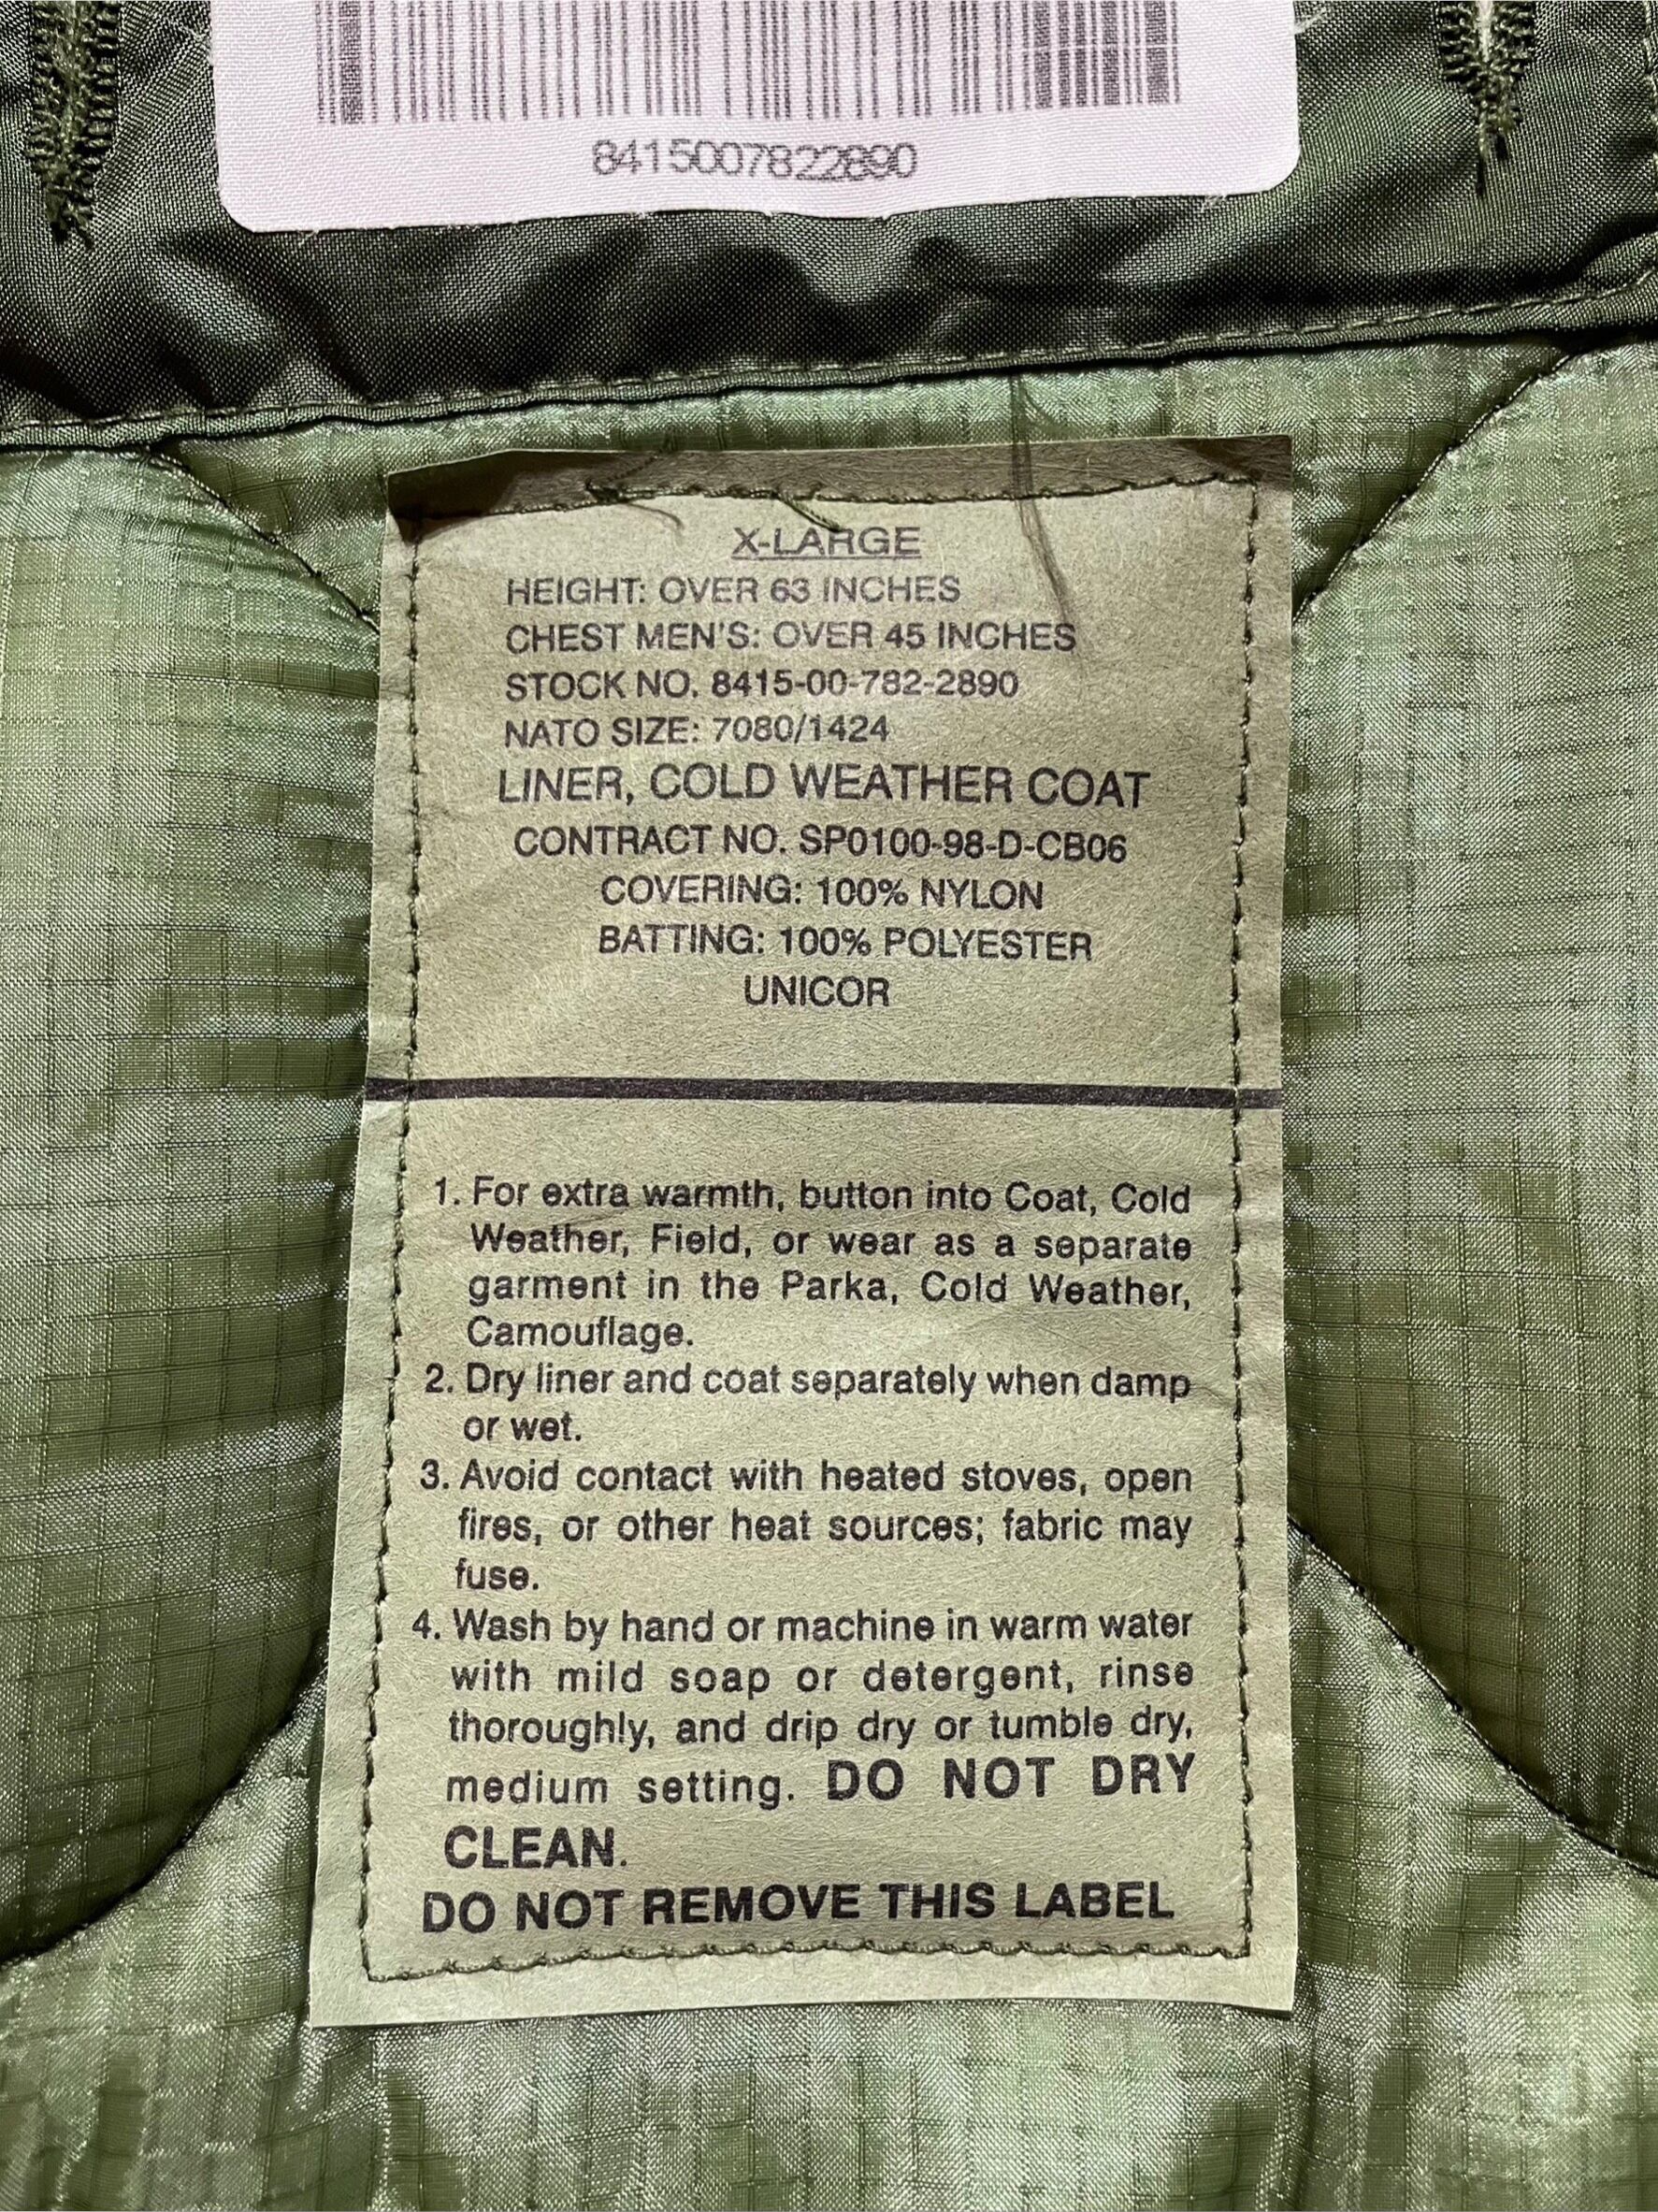 8415007822890
X-LARGE
HEIGHT: OVER 63 INCHES
CHEST MEN'S: OVER 45 INCHES
STOCK NO. 8415-00-782-2890
NATO SIZE: 7080/1424
LINER, COLD WEATHER COAT
CONTRACT NO. SP0100-98-D-CB06
COVERING: 100% NYLON
BATTING: 100% POLYESTER
UNICOR
1. For extra warmth, button into Coat, Cold
Weather, Field, or wear as a separate
garment in the Parka, Cold Weather,
Camouflage.
2. Dry liner and coat separately when damp
or wet.
3. Avoid contact with heated stoves, open
fires, or other heat sources; fabric may
fuse.
4. Wash by hand or machine in warm water
with mild soap or detergent, rinse
thoroughly, and drip dry or tumble dry,
medium setting. DO NOT DRY
CLEAN.
DO NOT REMOVE THIS LABEL